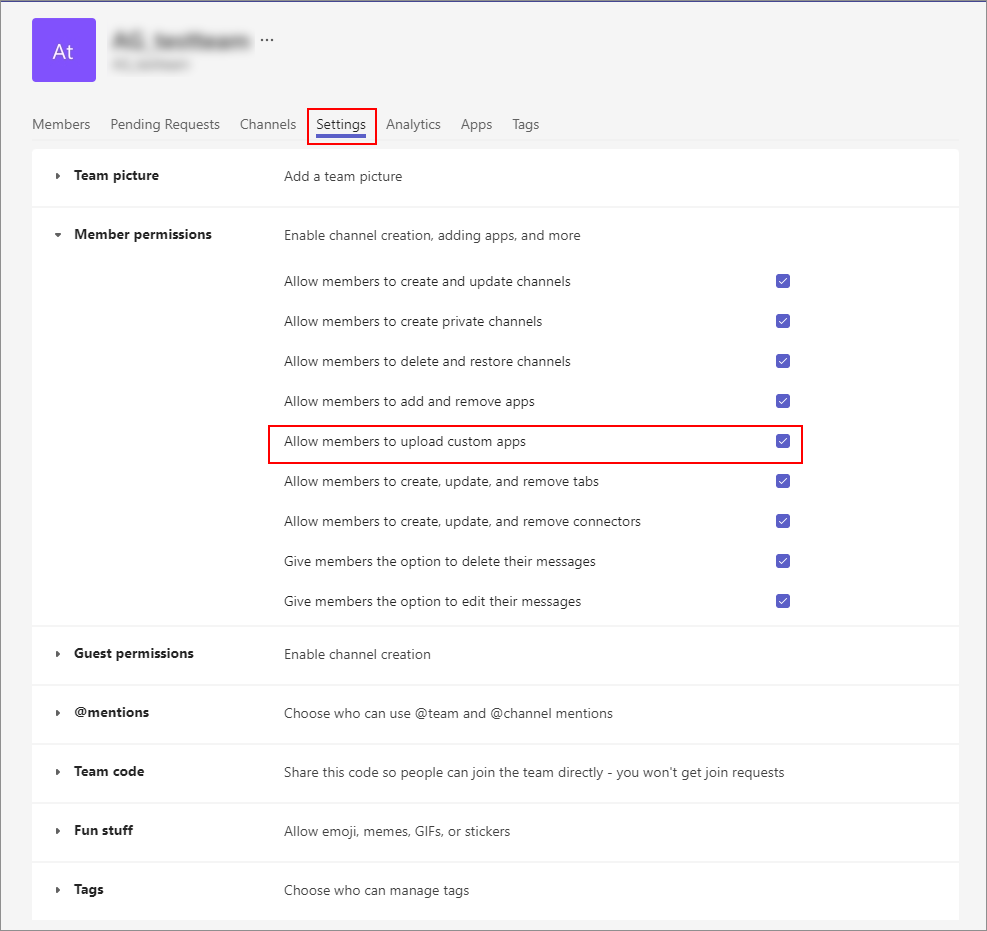 At
...
Members Pending Requests Channels Settings Analytics Apps Tags
Team picture Add a team picture
Member permissions Enable channel creation, adding apps, and more
Allow members to create and update channels
Allow members to create private channels
Allow members to delete and restore channels
Allow members to add and remove apps
Allow members to upload custom apps
Allow members to create, update, and remove tabs
Allow members to create, update, and remove connectors
Give members the option to delete their messages
Give members the option to edit their messages
Guest permissions Enable channel creation
@mentions Choose who can use @team and @channel mentions
Team code Share this code so people can join the team directly - you won't get join requests
Fun stuff Allow emoji, memes, GIFs, or stickers
Tags Choose who can manage tags